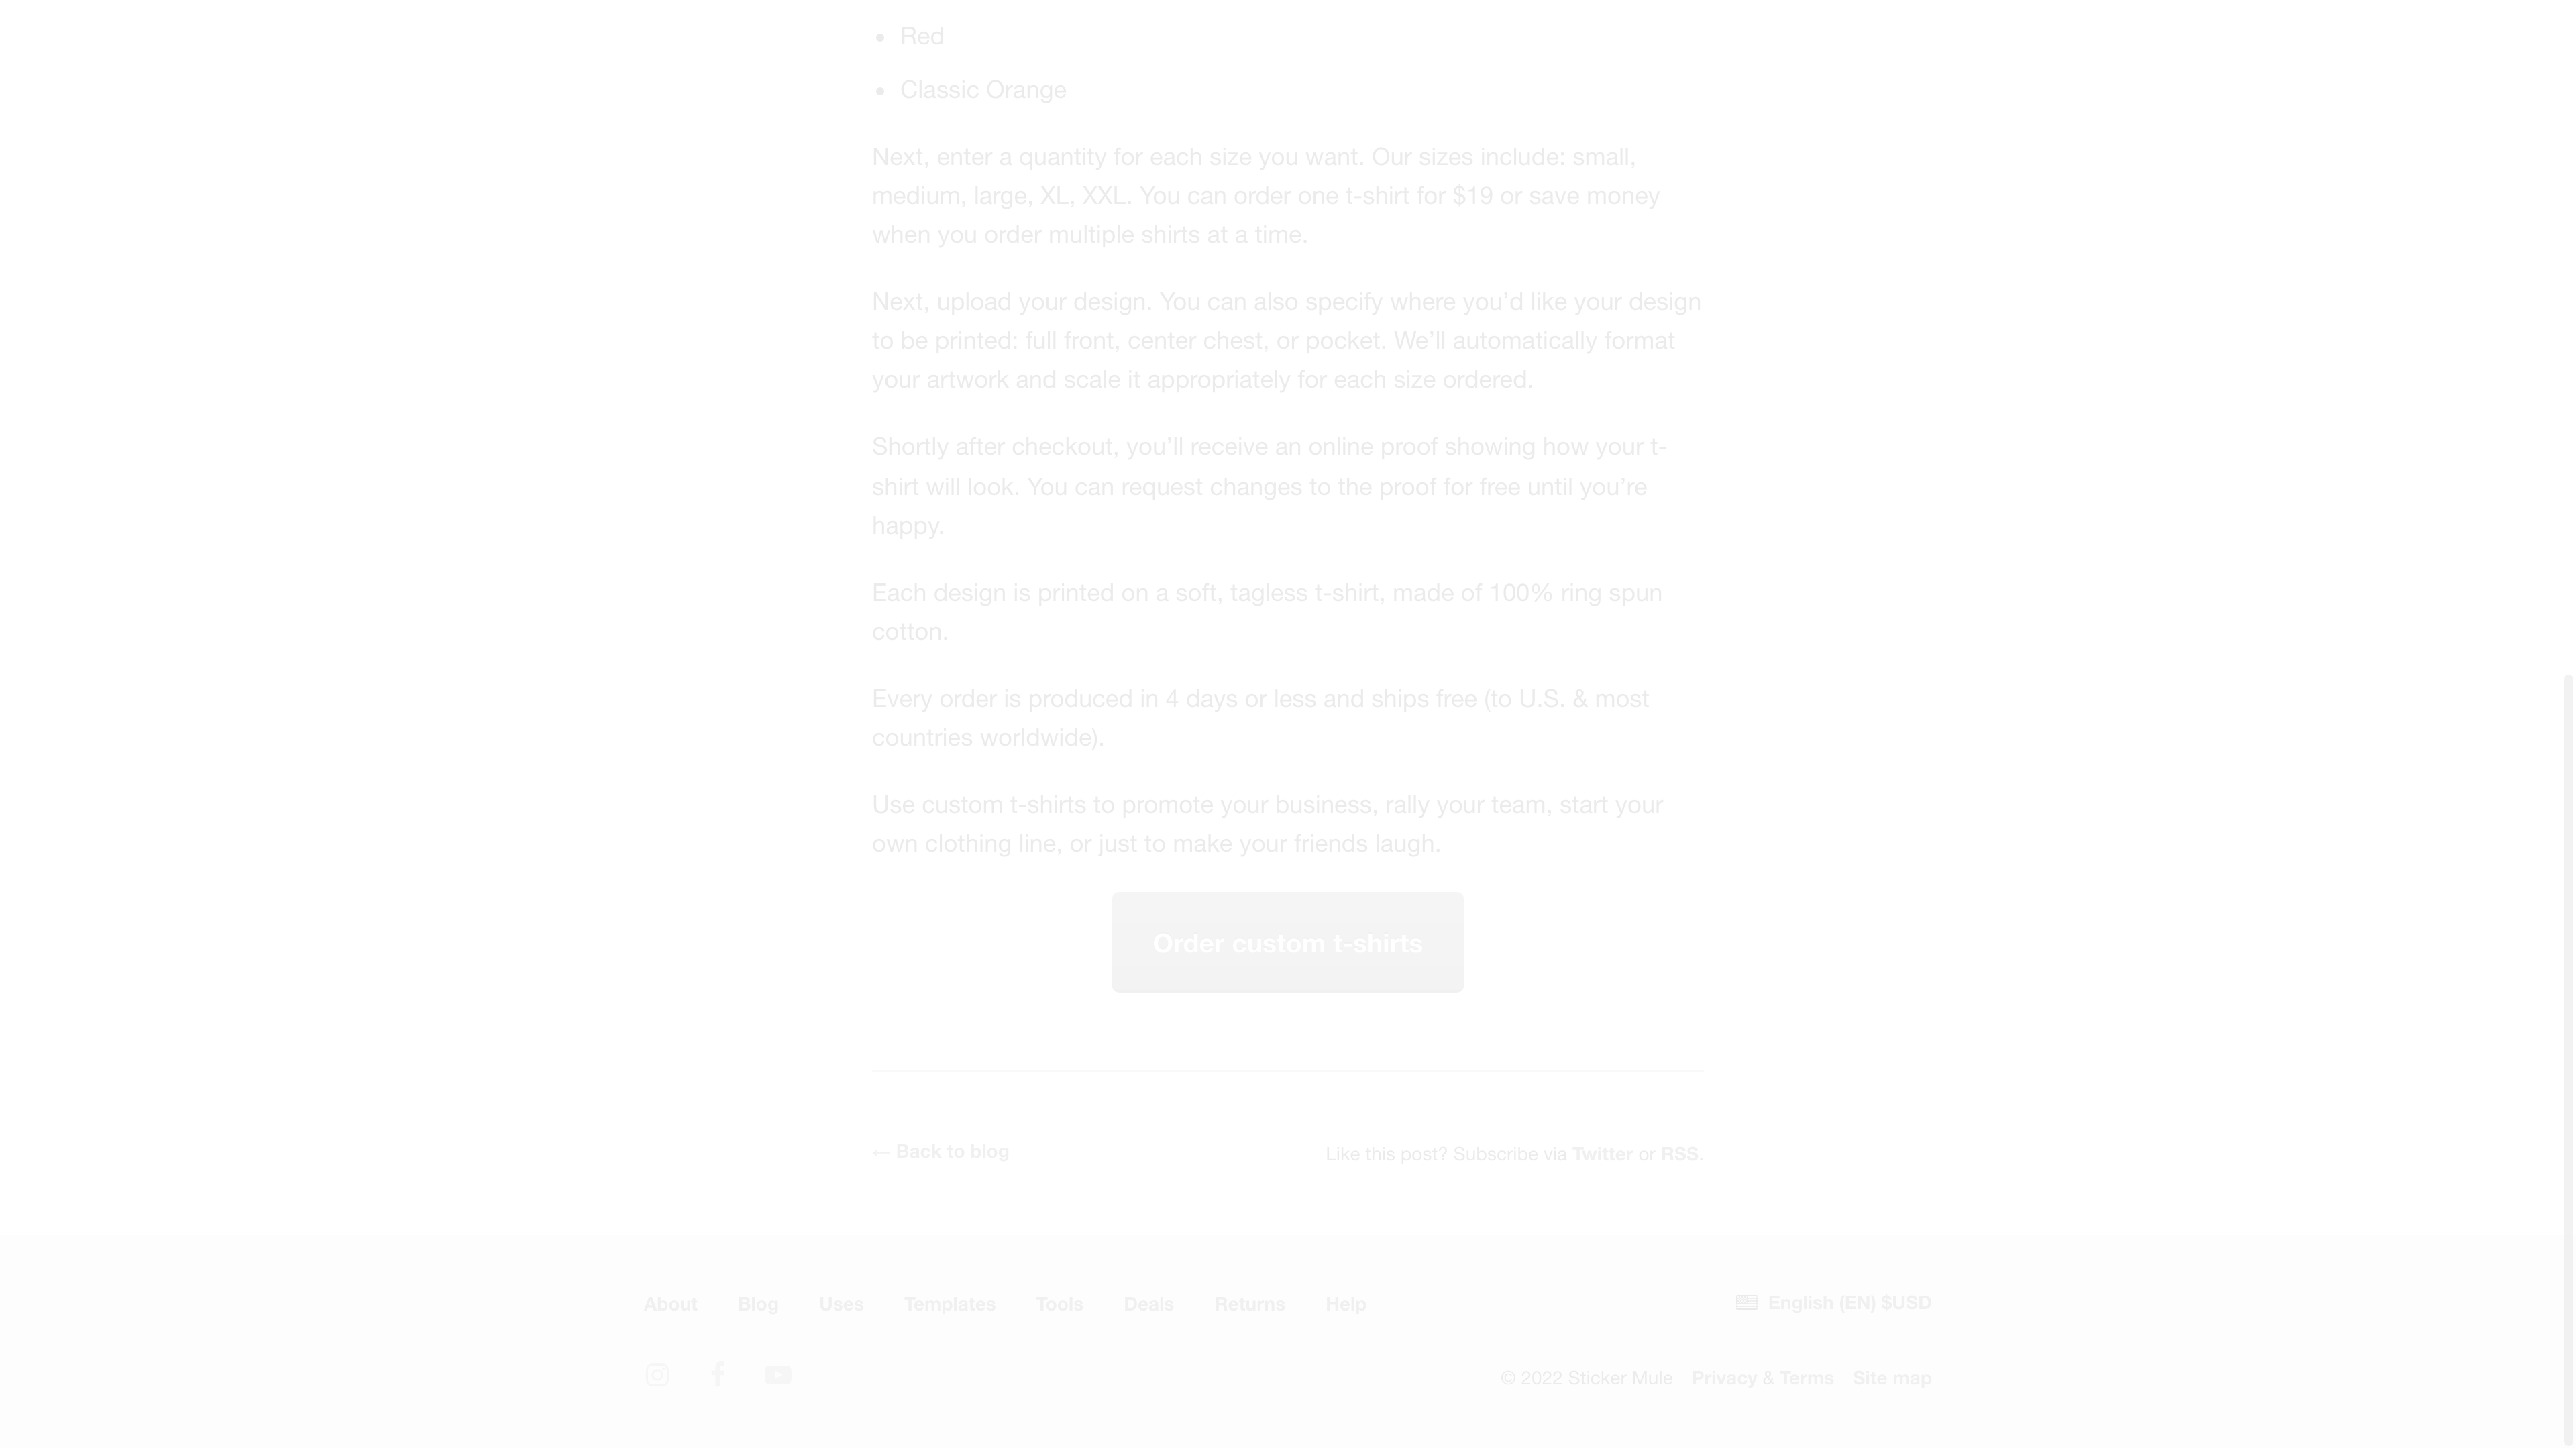 Red
Classic Orange
Next, enter a quantity for each size you want. Our sizes include: small,
medium, large, XL, XXL. You can order one t-shirt for $19 or save money
when you order multiple shirts at a time.
Next, upload your design. You can also specify where you’d like your design
to be printed: full front, center chest, or pocket. We’ll automatically format
your artwork and scale it appropriately for each size ordered.
Shortly after checkout, you’ll receive an online proof showing how your t-
shirt will look. You can request changes to the proof for free until you’re
happy.
Each design is printed on a soft, tagless t-shirt, made of 100% ring spun
cotton.
Every order is produced in 4 days or less and ships free (to U.S. & most
countries worldwide).
Use custom t-shirts to promote your business, rally your team, start your
own clothing line, or just to make your friends laugh.
Order custom t-shirts
← Back to blog
Like this post? Subscribe via Twitter or RSS.
About Blog Uses Templates Tools Deals Returns Help
English (EN) $USD
© 2022 Sticker Mule Privacy & Terms Site map